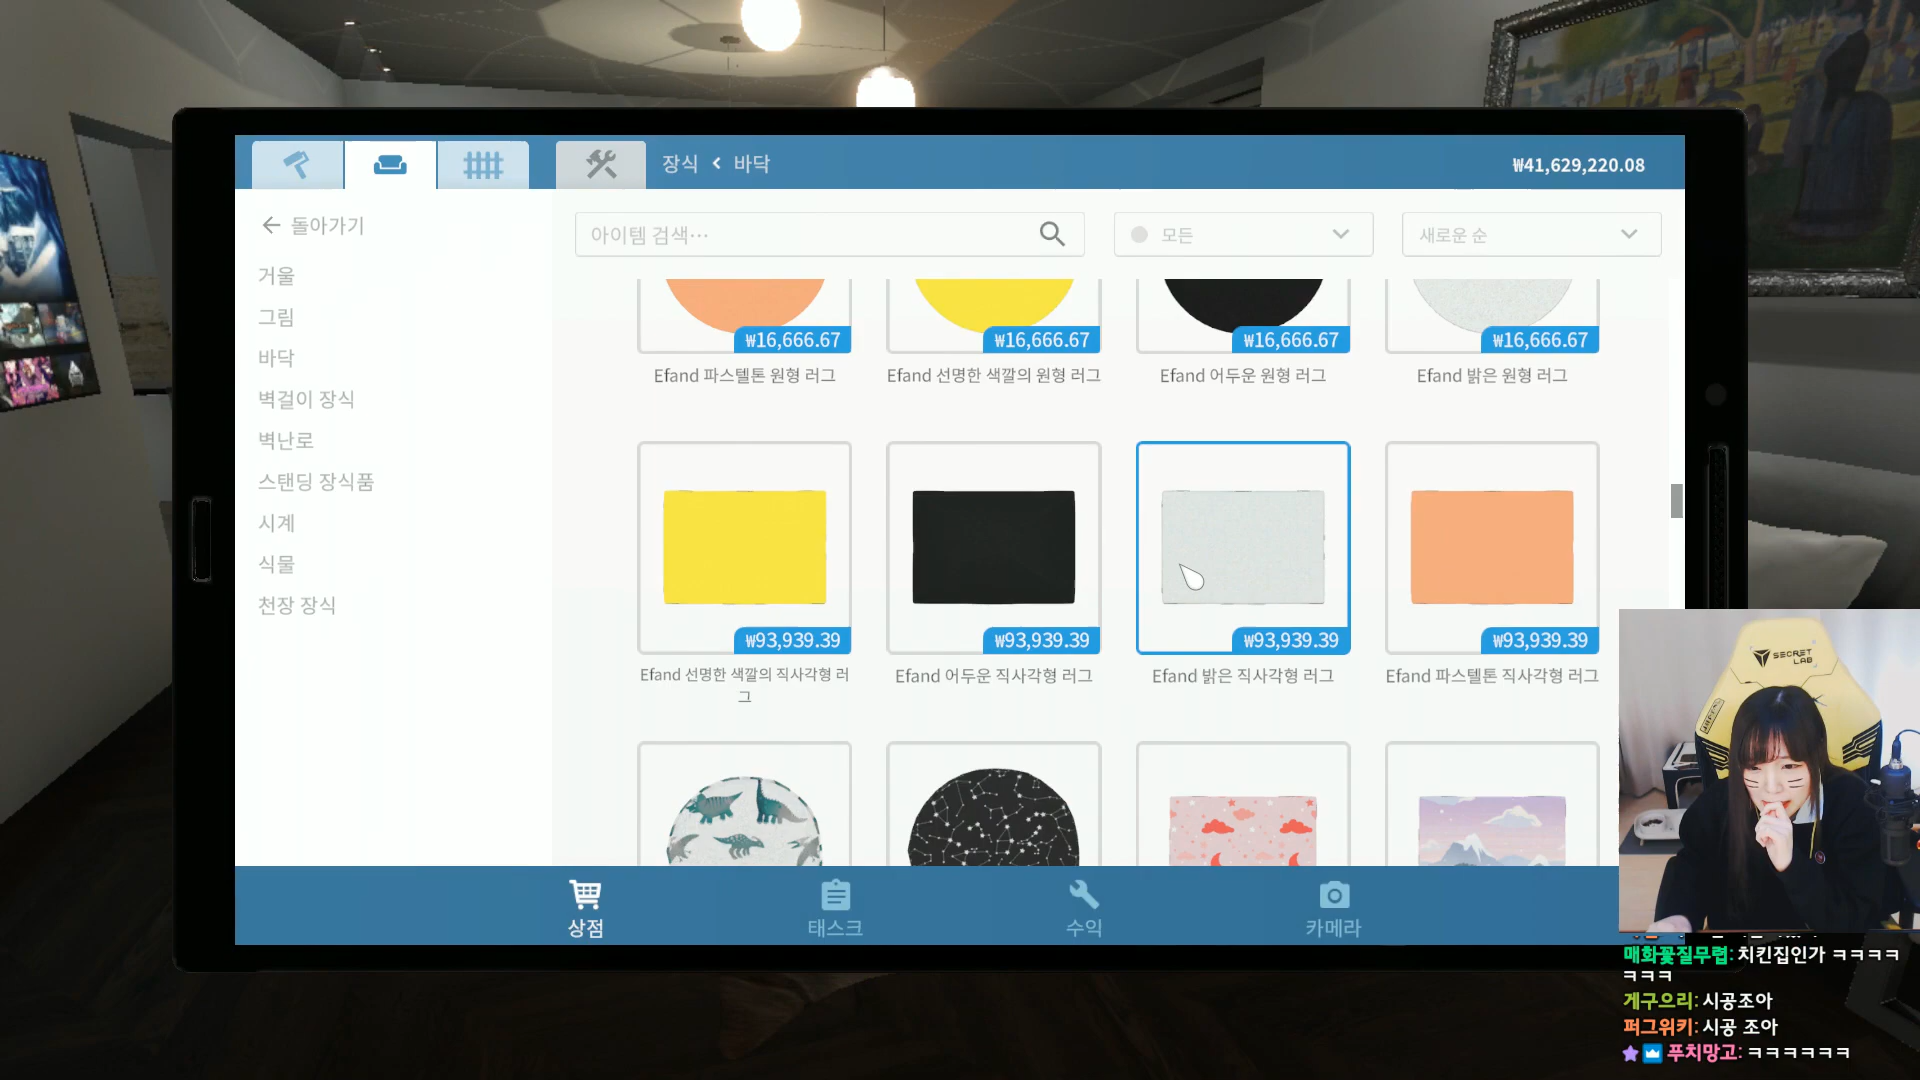 장식 < 바닥
₩41,629,220.08
돌아가기
거울
그림
바닥
벽걸이 장식
벽난로
스탠딩 장식품
시계
식물
천장 장식
아이템 검색…
모든
새로운 순
₩16,666.67
₩16,666.67
₩16,666.67
₩16,666.67
Efand 파스텔톤 원형 러그
Efand 선명한 색깔의 원형 러그
Efand 어두운 원형 러그
Efand 밝은 원형 러그
₩93,939.39
₩93,939.39
₩93,939.39
₩93,939.39
Efand 선명한 색깔의 직사각형 러
그
Efand 어두운 직사각형 러그
Efand 밝은 직사각형 러그
Efand 파스텔톤 직사각형 러그
상점
태스크
수익
카메라
SECRET
LAB
매화꽃질무렵: 치킨집인가 ㅋㅋㅋㅋ
ㅋㅋㅋ
게구으리: 시공조아
퍼그위키: 시공 조아
푸치망고: ㅋㅋㅋㅋㅋㅋ